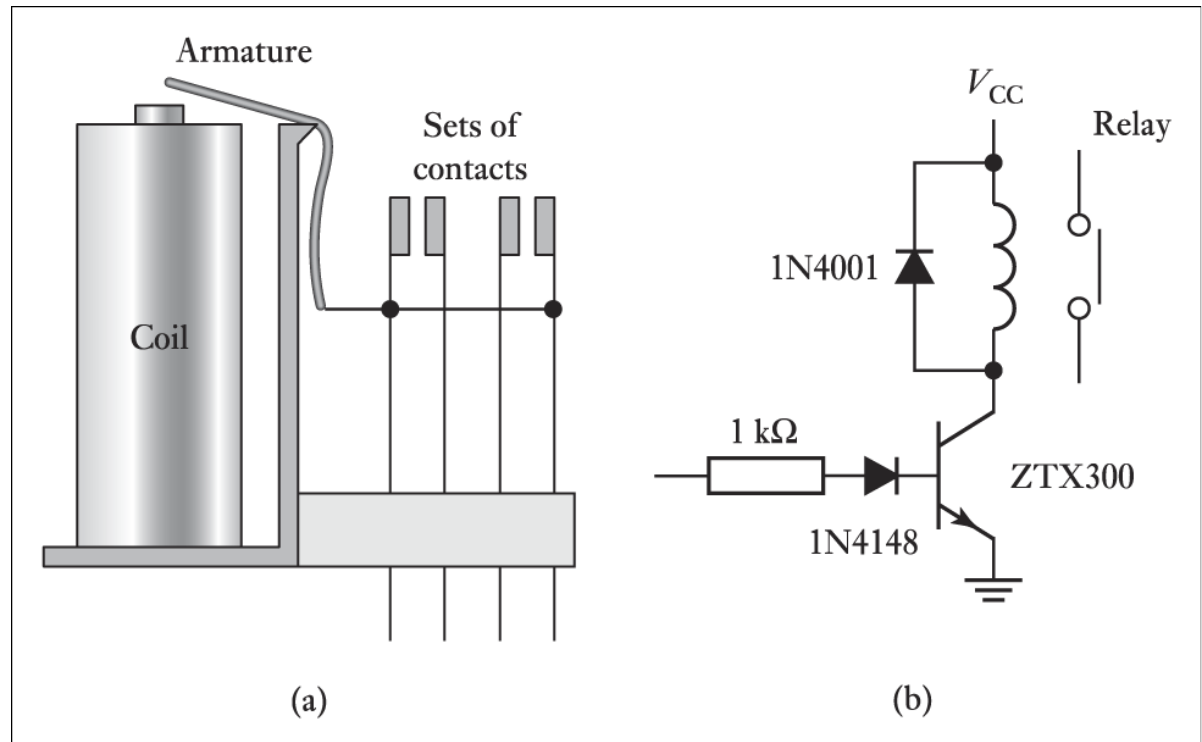 Armature
Sets of
contacts
Coil
(a)
V_CC
Relay
1N4001
1 kΩ
ZTX300
1N4148
(b)